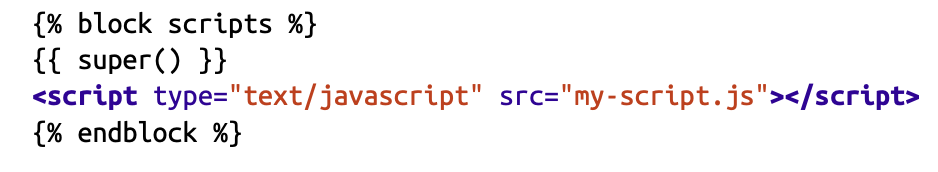 {% block scripts %}
{{ super() }}
<script type="text/javascript" src="my-script.js"></script>
{% endblock %}